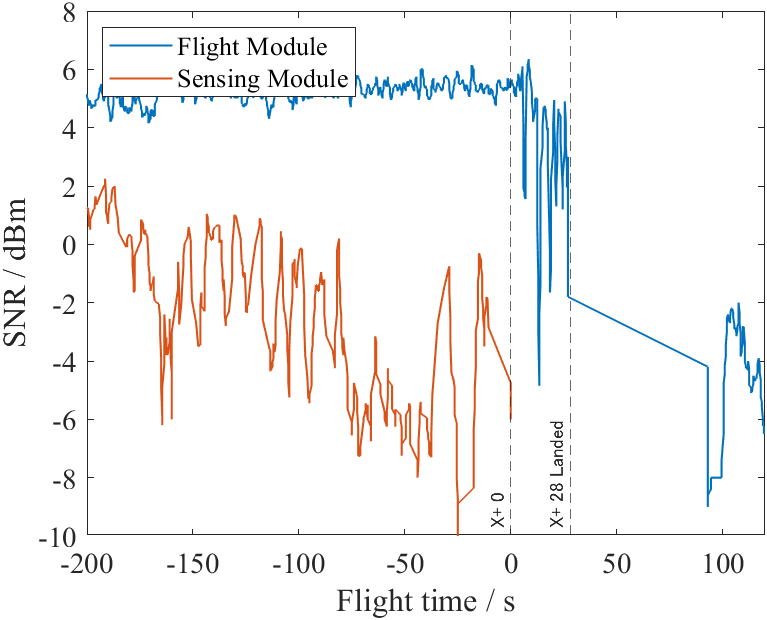 8
6
4
2
0
-2
-4
-6
-8
-10
SNR / dBm
Flight Module
Sensing Module
X+ 0
X+ 28 Landed
-200 -150 -100 -50 0 50 100
Flight time / s